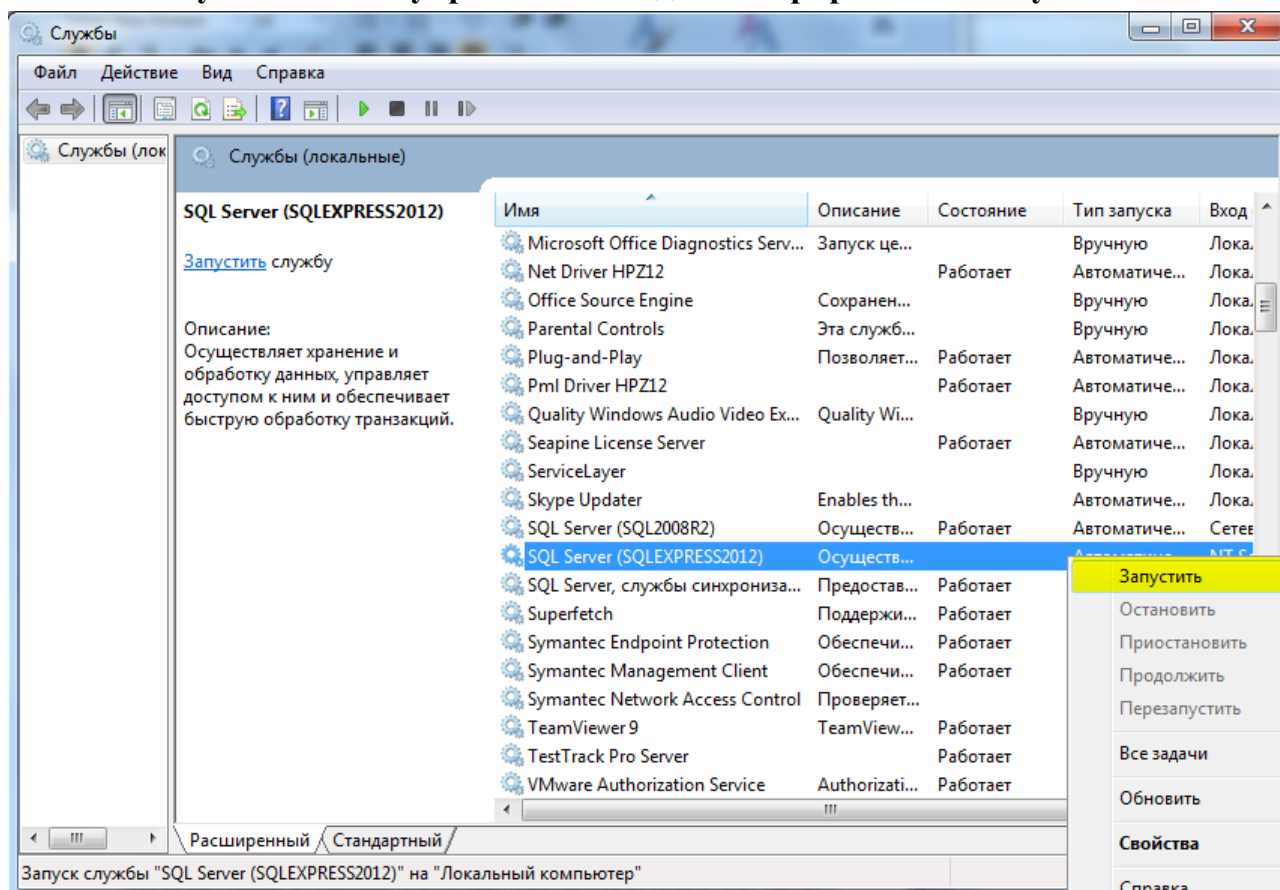 Службы
Файл Действие Вид Справка
Службы (лок
Службы (локальные)
SQL Server (SQLEXPRESS2012)
Запустить службу
Описание:
Осуществляет хранение и
обработку данных, управляет
доступом к ним и обеспечивает
быструю обработку транзакций.
Имя Описание Состояние Тип запуска Вход
Microsoft Office Diagnostics Serv... Запуск це... Вручную Лока
Net Driver HPZ12 Работает Автоматиче... Лока
Office Source Engine Сохранен... Вручную Лока
Parental Controls Эта служб... Вручную Лока
Plug-and-Play Позволяет... Работает Автоматиче... Лока
Pml Driver HPZ12 Работает Автоматиче... Лока
Quality Windows Audio Video Ex... Quality Wi... Вручную Лока
Seapine License Server Работает Автоматиче... Лока
ServiceLayer Вручную Лока
Skype Updater Enables th... Автоматиче... Лока
SQL Server (SQL2008R2) Осуществ... Работает Автоматиче... Сетев
SQL Server (SQLEXPRESS2012) Осуществ...
SQL Server, службы синхрониза... Предостав... Работает
Superfetch Поддержи... Работает
Symantec Endpoint Protection Обеспечи... Работает
Symantec Management Client Обеспечи... Работает
Symantec Network Access Control Проверяет...
TeamViewer 9 TeamView... Работает
TestTrack Pro Server Работает
VMware Authorization Service Authorizati... Работает
Запустить
Остановить
Приостановить
Продолжить
Перезапустить
Все задачи
Обновить
Свойства
Справка
Расширенный Стандартный
Запуск службы "SQL Server (SQLEXPRESS2012)" на "Локальный компьютер"